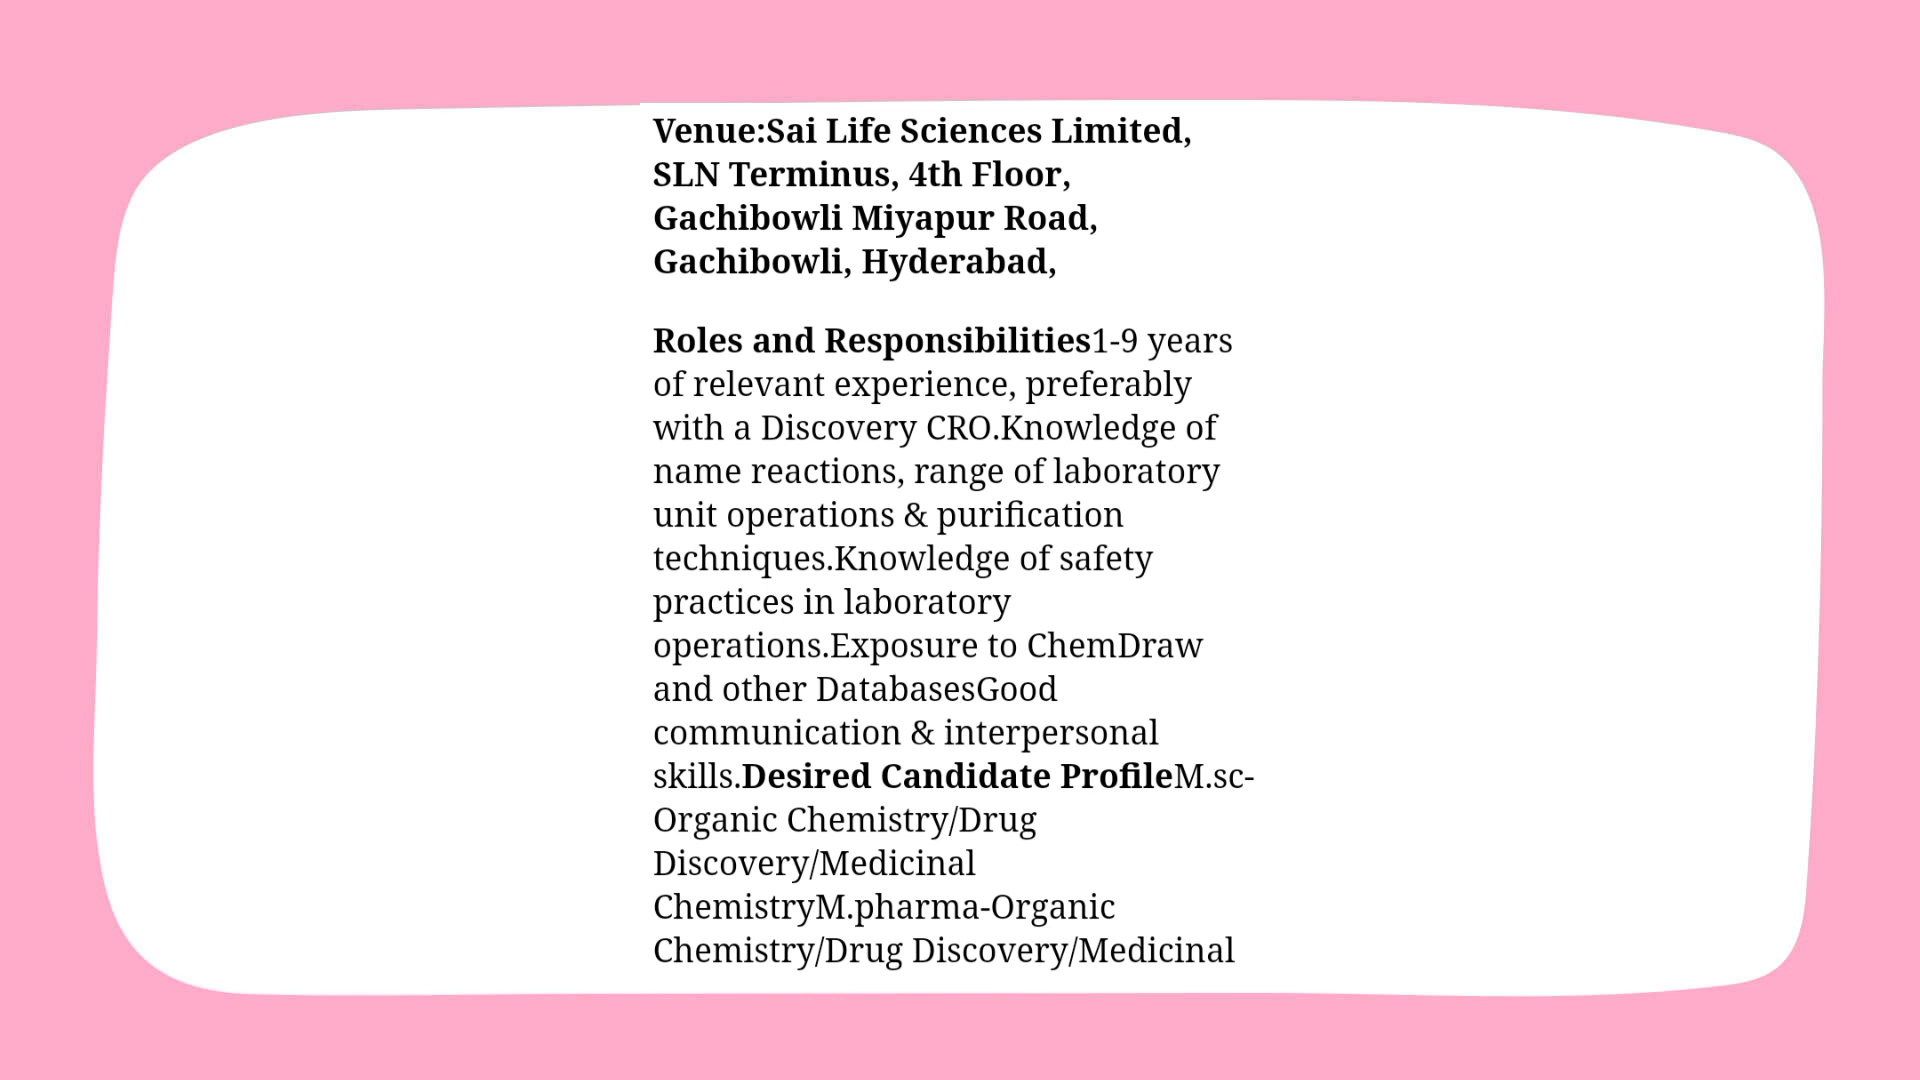 Venue:Sai Life Sciences Limited,
SLN Terminus, 4th Floor,
Gachibowli Miyapur Road,
Gachibowli, Hyderabad,
Roles and Responsibilities1-9 years
of relevant experience, preferably
with a Discovery CRO.Knowledge of
name reactions, range of laboratory
unit operations & purification
techniques.Knowledge of safety
practices in laboratory
operations.Exposure to ChemDraw
and other DatabasesGood
communication & interpersonal
skills.Desired Candidate ProfileM.sc-
Organic Chemistry/Drug
Discovery/Medicinal
ChemistryM.pharma-Organic
Chemistry/Drug Discovery/Medicinal